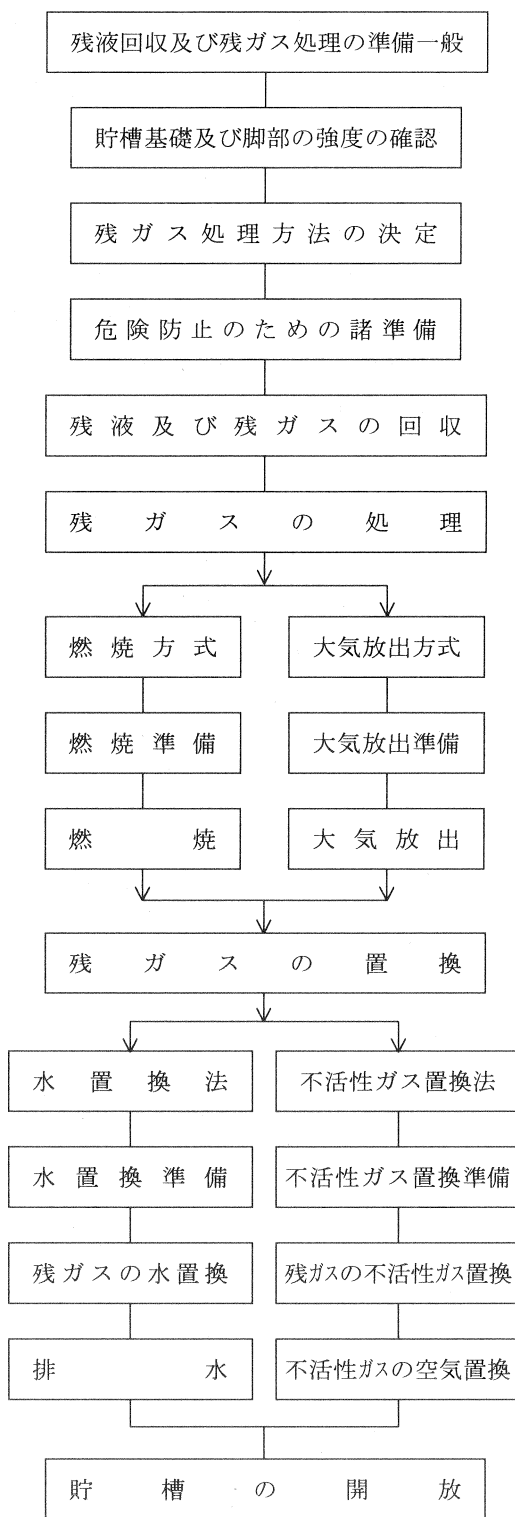 残液回収及び残ガス処理の準備一般
貯槽基礎及び脚部の強度の確認
残ガス処理方法の決定
危険防止のための諸準備
残液及び残ガスの回収
残ガスの処理
燃焼方式
大気放出方式
燃焼準備
大気放出準備
燃焼
大気放出
残ガスの置換
水置換法
不活性ガス置換法
水置換準備
不活性ガス置換準備
残ガスの水置換
残ガスの不活性ガス置換
排水
不活性ガスの空気置換
貯槽の開放